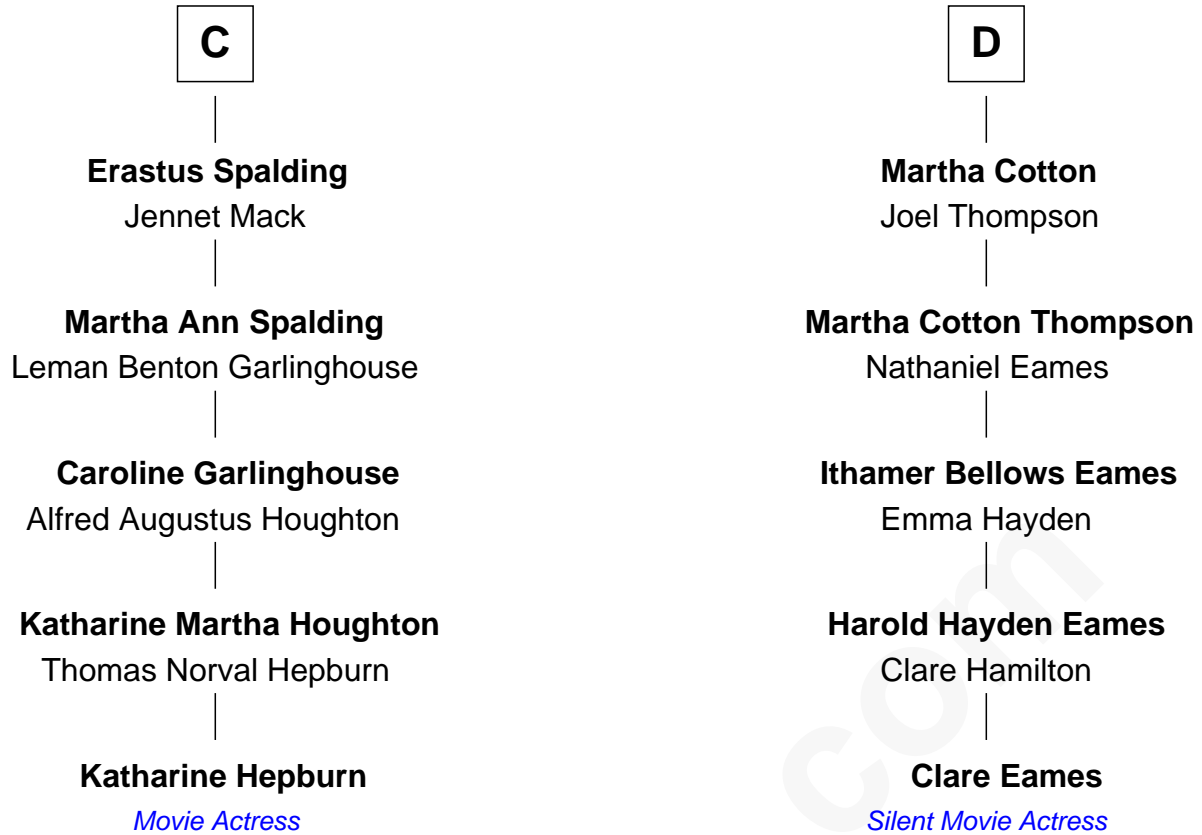 C
Erastus Spalding
Jennet Mack
Martha Ann Spalding
Leman Benton Garlinghouse
Caroline Garlinghouse
Alfred Augustus Houghton
Katharine Martha Houghton
Thomas Norval Hepburn
Katharine Hepburn
Movie Actress
D
Martha Cotton
Joel Thompson
Martha Cotton Thompson
Nathaniel Eames
Ithamer Bellows Eames
Emma Hayden
Harold Hayden Eames
Clare Hamilton
Clare Eames
Silent Movie Actress
com